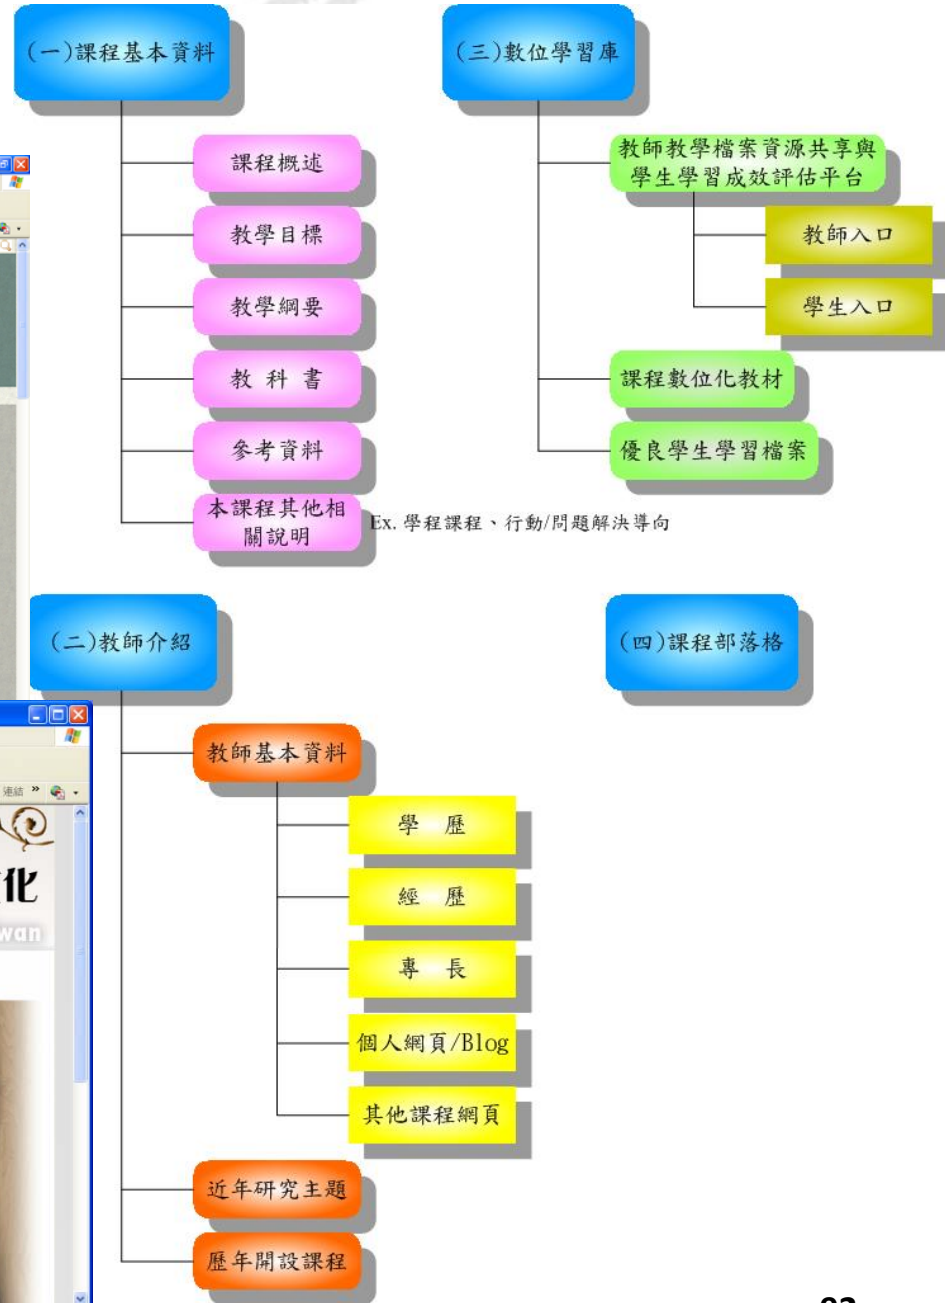 (一)課程基本資料
課程概述
教學目標
教學綱要
教科書
參考資料
本課程其他相
關說明
Ex. 學程課程、行動/問題解決導向
(三)數位學習庫
教師教學檔案資源共享與
學生學習成效評估平台
教師入口
學生入口
課程數位化教材
優良學生學習檔案
(二)教師介紹
教師基本資料
學 歷
經 歷
專 長
個人網頁/Blog
其他課程網頁
近年研究主題
歷年開設課程
(四)課程部落格
連結
化
wan